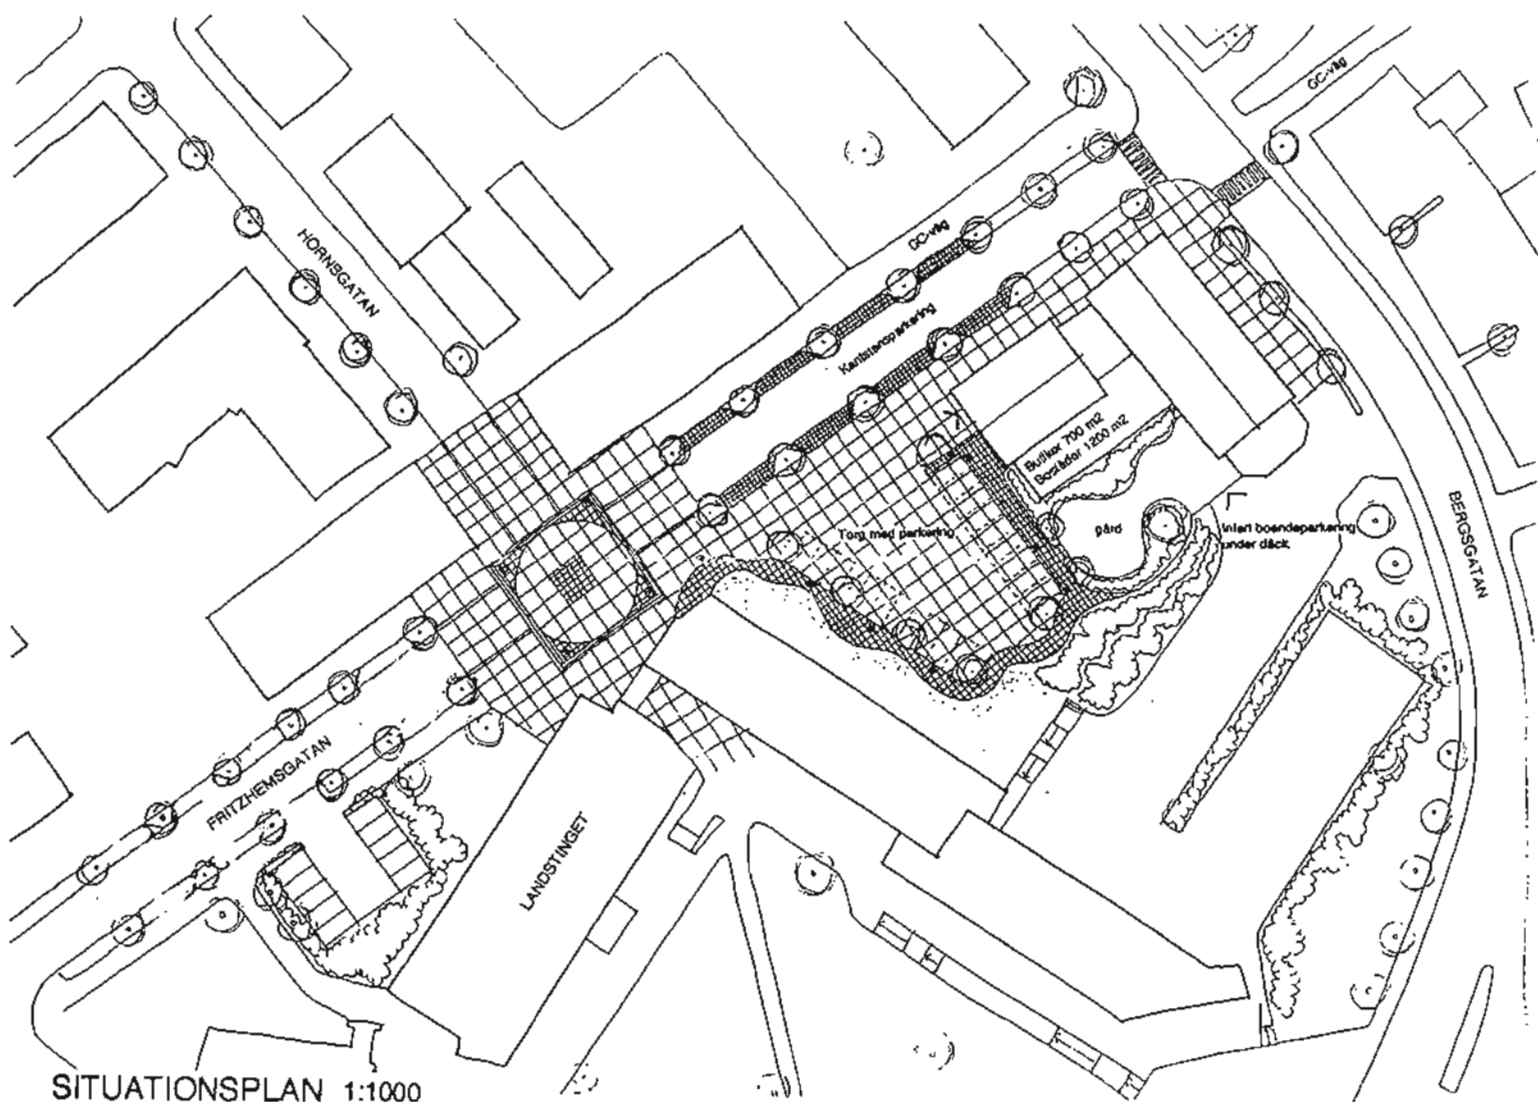 GC-väg
HORNSGATAN
GC-väg
Kantstensparkering
Butiker 700 m2
Bostäder 1200 m2
Torg med parkering
gård
Infart boendeparkering
under däck
BERGSGATAN
FRITZHEMSGATAN
LANDSTINGET
SITUATIONSPLAN 1:1000